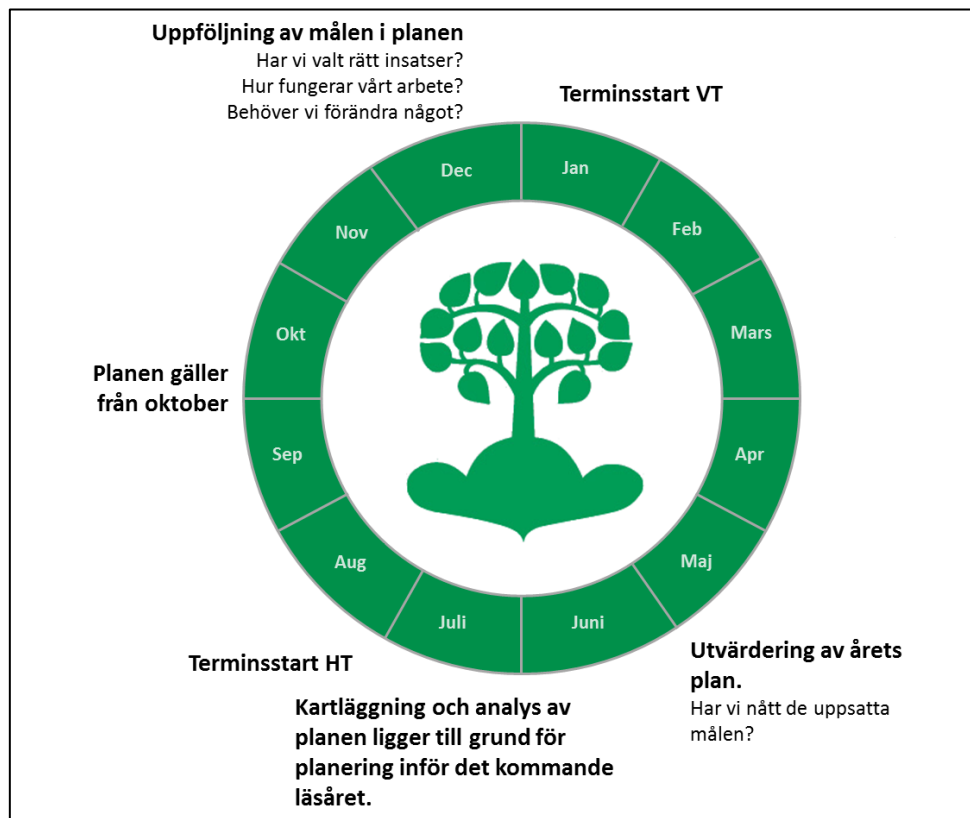 Uppföljning av målen i planen
Har vi valt rätt insatser?
Hur fungerar vårt arbete?
Behöver vi förändra något?
Terminsstart VT
Dec
Jan
Nov
Feb
Okt
Mars
Planen gäller
från oktober
Sep
Apr
Aug
Maj
Juli
Juni
Terminsstart HT
Utvärdering av årets
plan.
Har vi nått de uppsatta
målen?
Kartläggning och analys av
planen ligger till grund för
planering inför det kommande
läsåret.